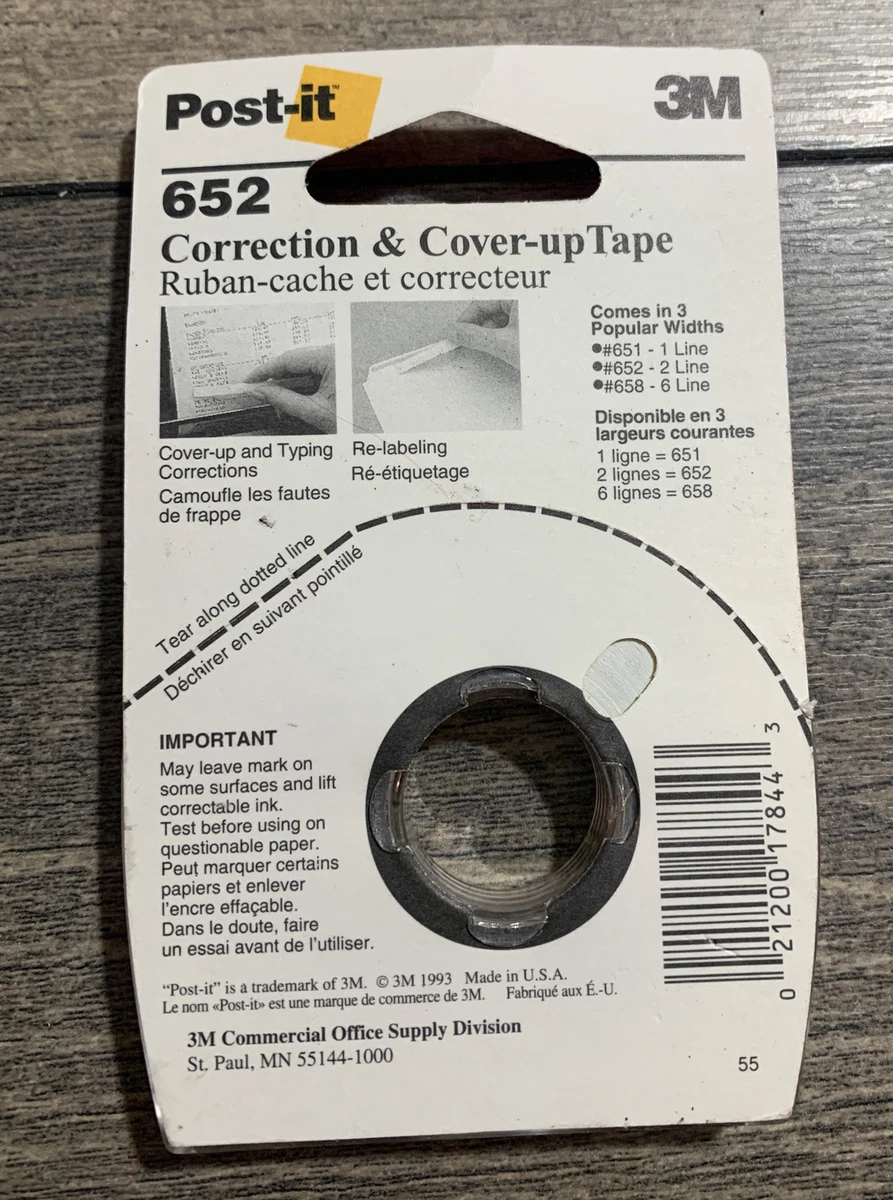 Post-it™
3M
652
Correction & Cover-up Tape
Ruban-cache et correcteur
Cover-up and Typing
Corrections
Camoufle les fautes
de frappe
Re-labeling
Ré-étiquetage
Comes in 3
Popular Widths
•#651 - 1 Line
•#652 - 2 Line
•#658 - 6 Line
Disponible en 3
largeurs courantes
1 ligne = 651
2 lignes = 652
6 lignes = 658
Tear along dotted line
Déchirer en suivant pointillé
IMPORTANT
May leave mark on
some surfaces and lift
correctable ink.
Test before using on
questionable paper.
Peut marquer certains
papiers et enlever
l'encre effaçable.
Dans le doute, faire
un essai avant de l'utiliser.
0 21200 17844 3
"Post-it" is a trademark of 3M. © 3M 1993 Made in U.S.A.
Le nom «Post-it» est une marque de commerce de 3M. Fabriqué aux É.-U.
3M Commercial Office Supply Division
St. Paul, MN 55144-1000
55